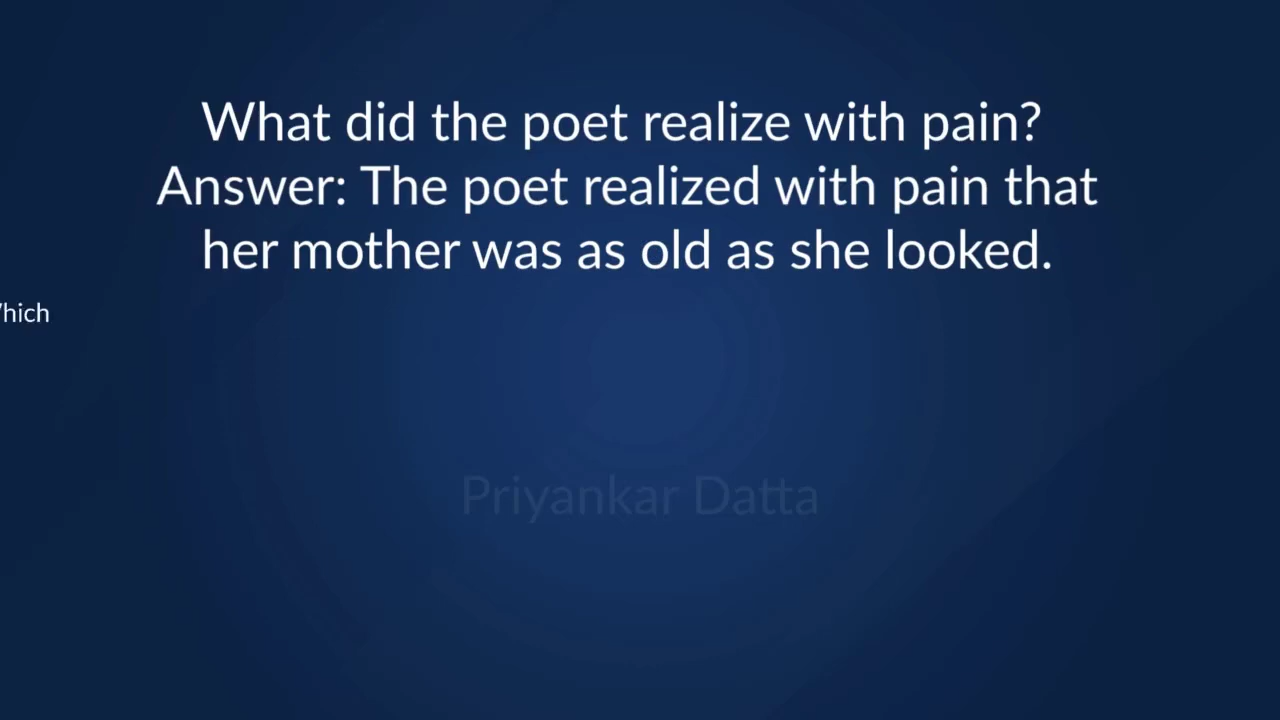 What did the poet realize with pain?
Answer: The poet realized with pain that
her mother was as old as she looked.
hich
Priyankar Datta